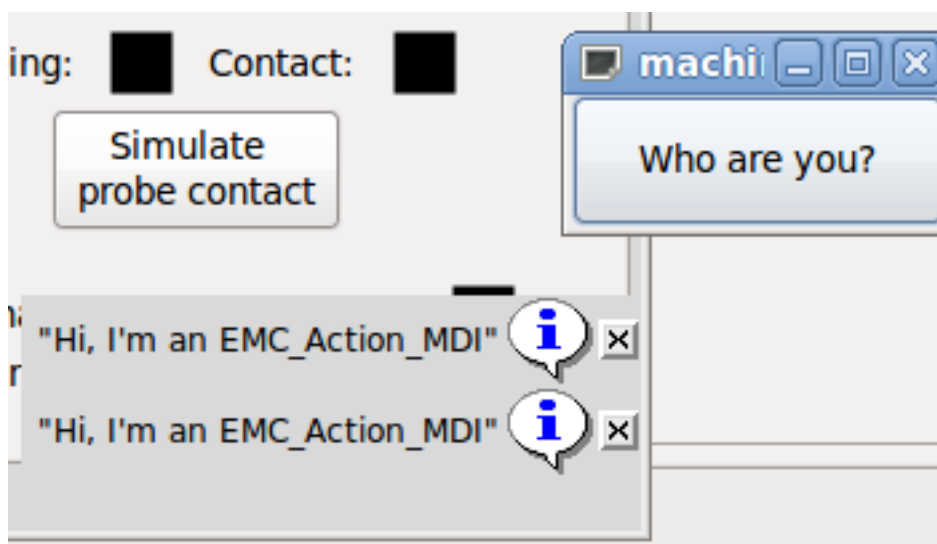 ing: Contact:
machi
Simulate
probe contact
Who are you?
"Hi, I'm an EMC_Action_MDI"
"Hi, I'm an EMC_Action_MDI"